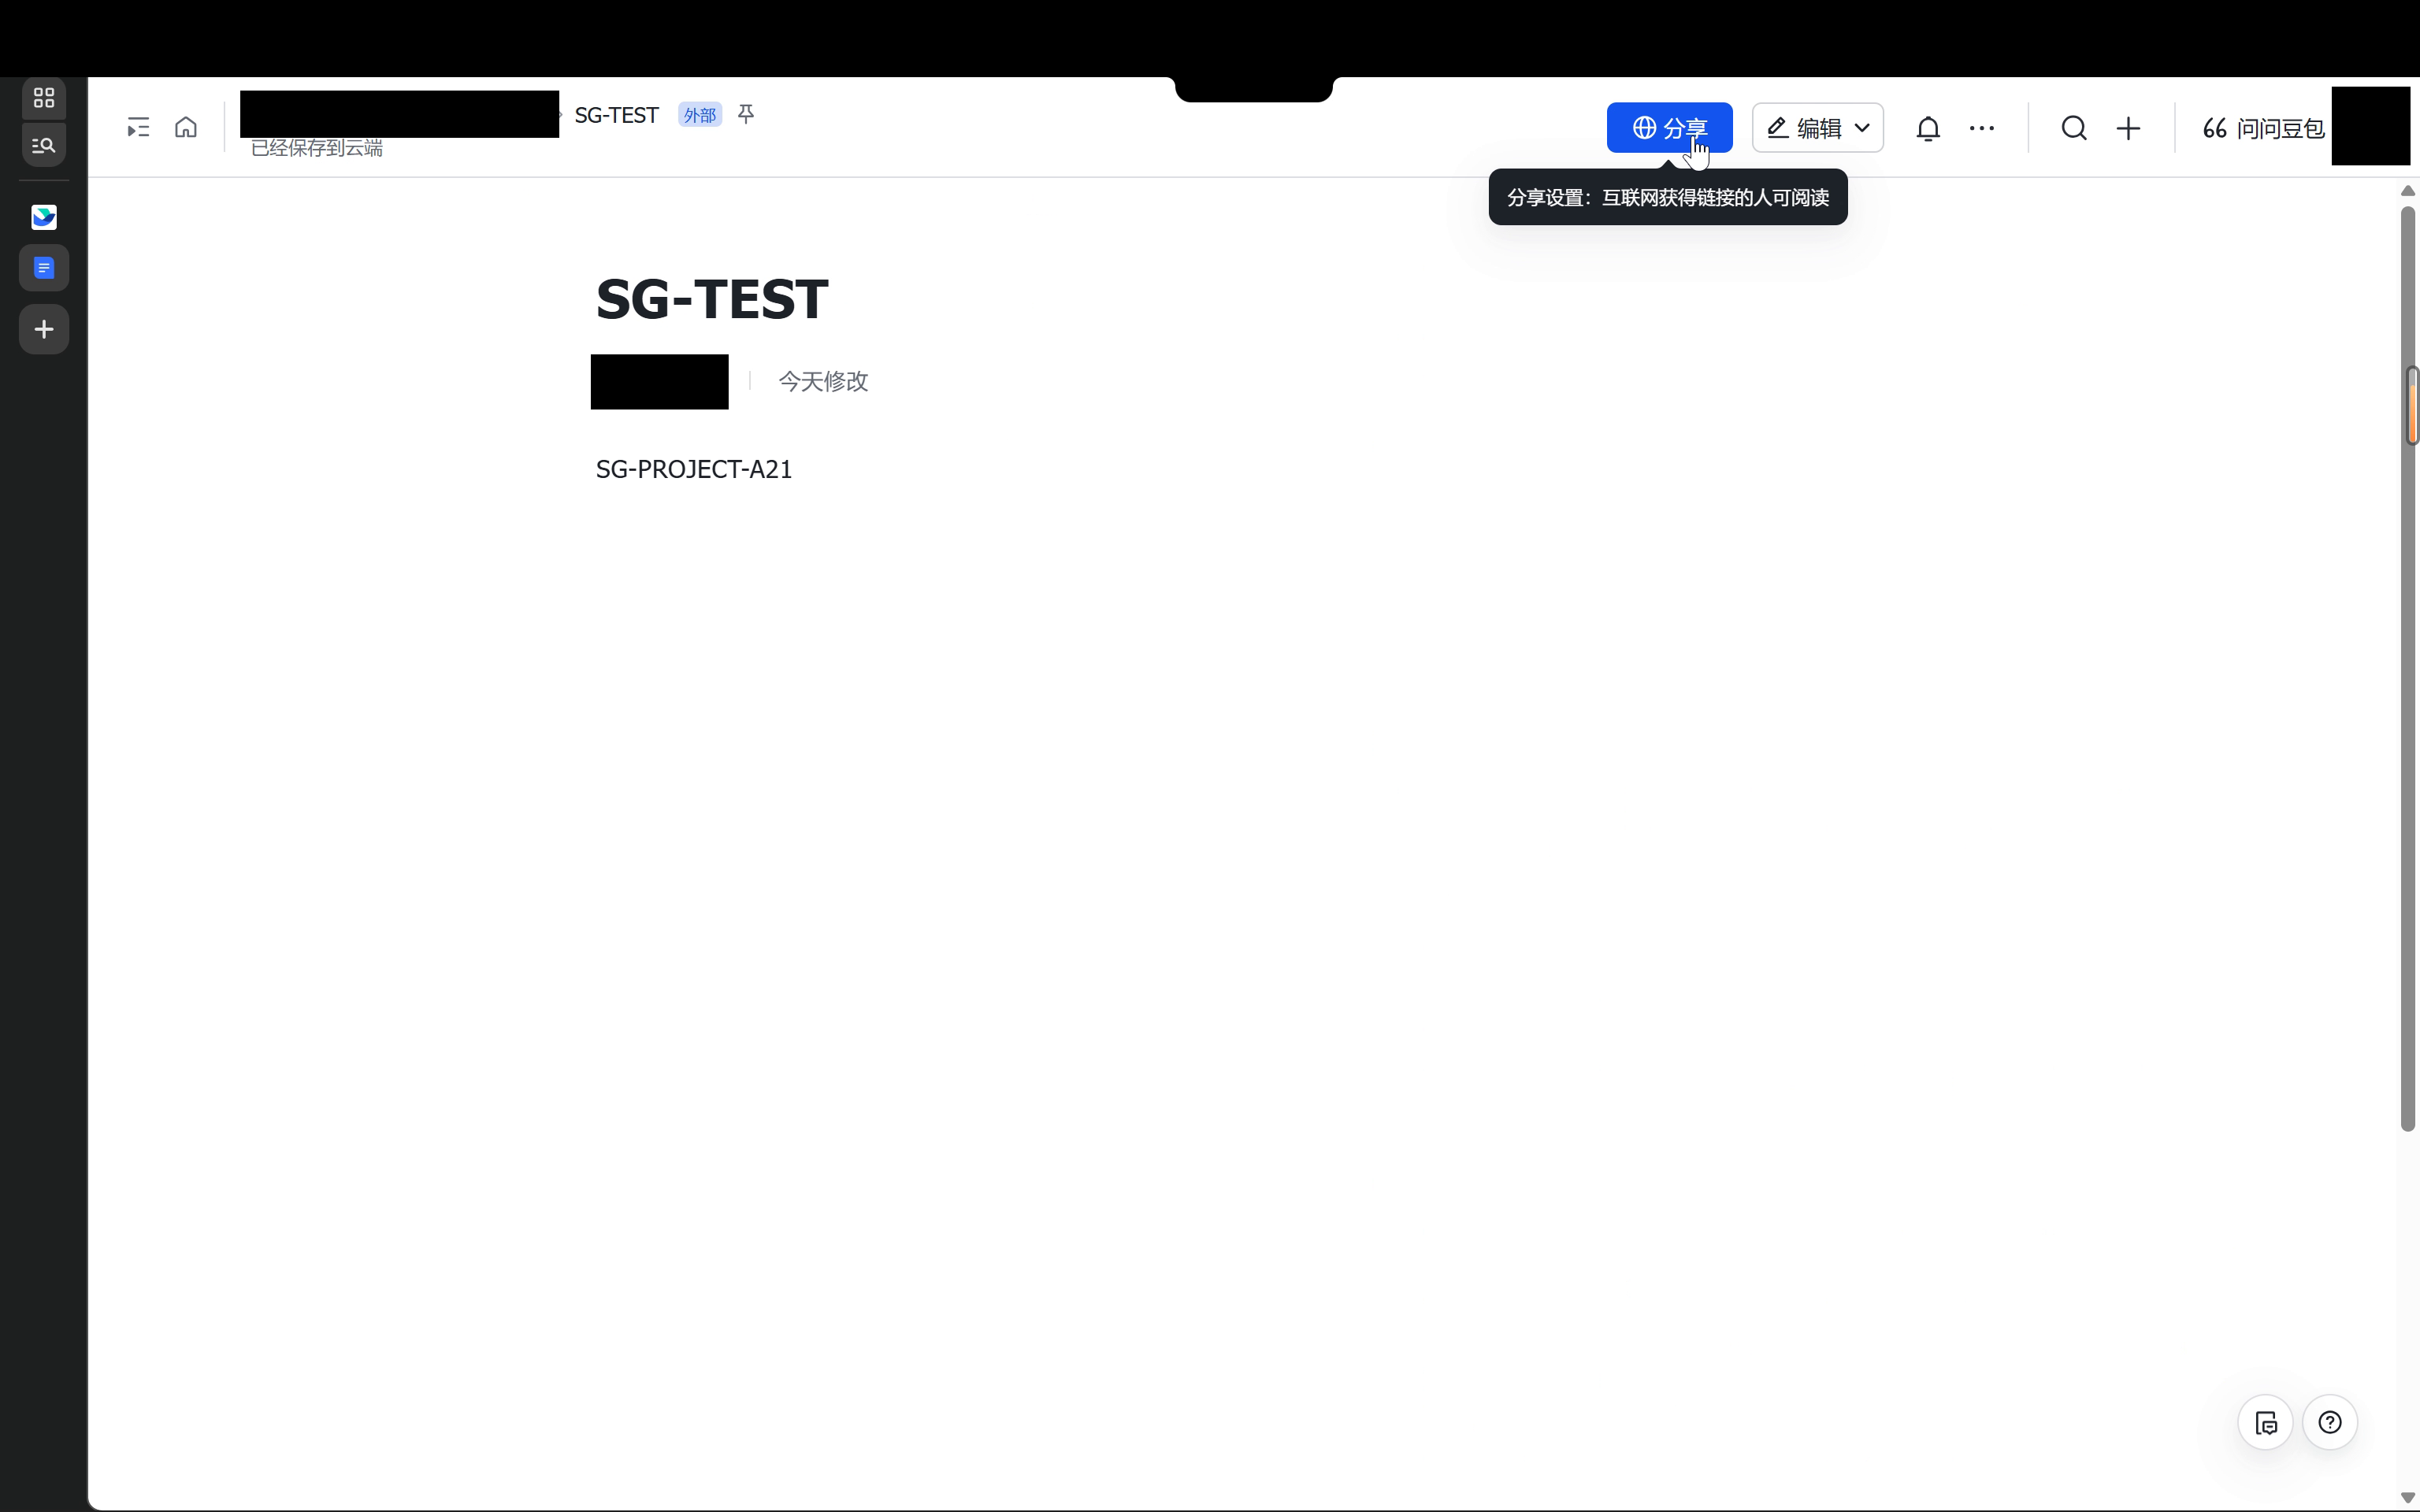 SG-TEST 外部
已经保存到云端
分享 编辑 问问豆包
分享设置：互联网获得链接的人可阅读
SG-TEST
今天修改
SG-PROJECT-A21